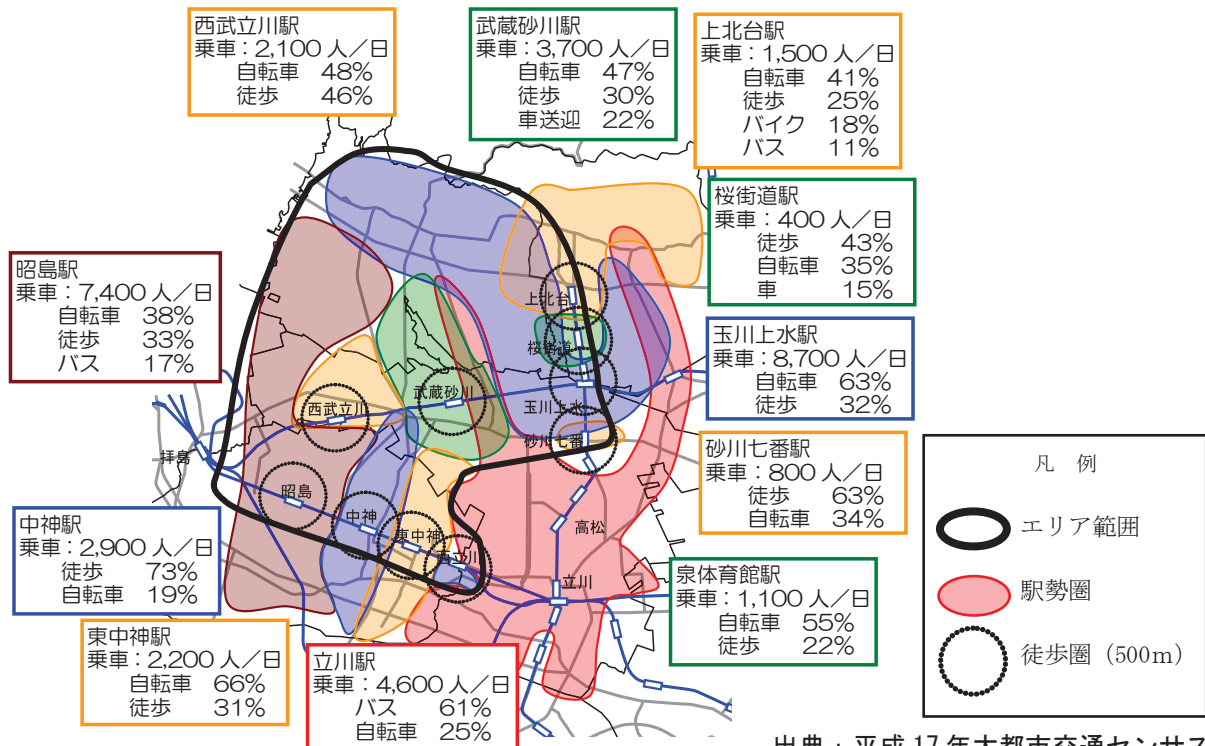 西武立川駅
乗車：2,100 人／日
自転車 48%
徒歩 46%
武蔵砂川駅
乗車：3,700 人／日
自転車 47%
徒歩 30%
車送迎 22%
上北台駅
乗車：1,500 人／日
自転車 41%
徒歩 25%
バイク 18%
バス 11%
桜街道駅
乗車：400 人／日
徒歩 43%
自転車 35%
車 15%
昭島駅
乗車：7,400 人／日
自転車 38%
徒歩 33%
バス 17%
玉川上水駅
乗車：8,700 人／日
自転車 63%
徒歩 32%
砂川七番駅
乗車：800 人／日
徒歩 63%
自転車 34%
中神駅
乗車：2,900 人／日
徒歩 73%
自転車 19%
泉体育館駅
乗車：1,100 人／日
自転車 55%
徒歩 22%
東中神駅
乗車：2,200 人／日
自転車 66%
徒歩 31%
立川駅
乗車：4,600 人／日
バス 61%
自転車 25%
上北台
桜街道
武蔵砂川
西武立川
玉川上水
砂川七番
拝島
昭島
中神
東中神
西立川
高松
立川
凡 例
エリア範囲
駅勢圏
徒歩圏（500m）